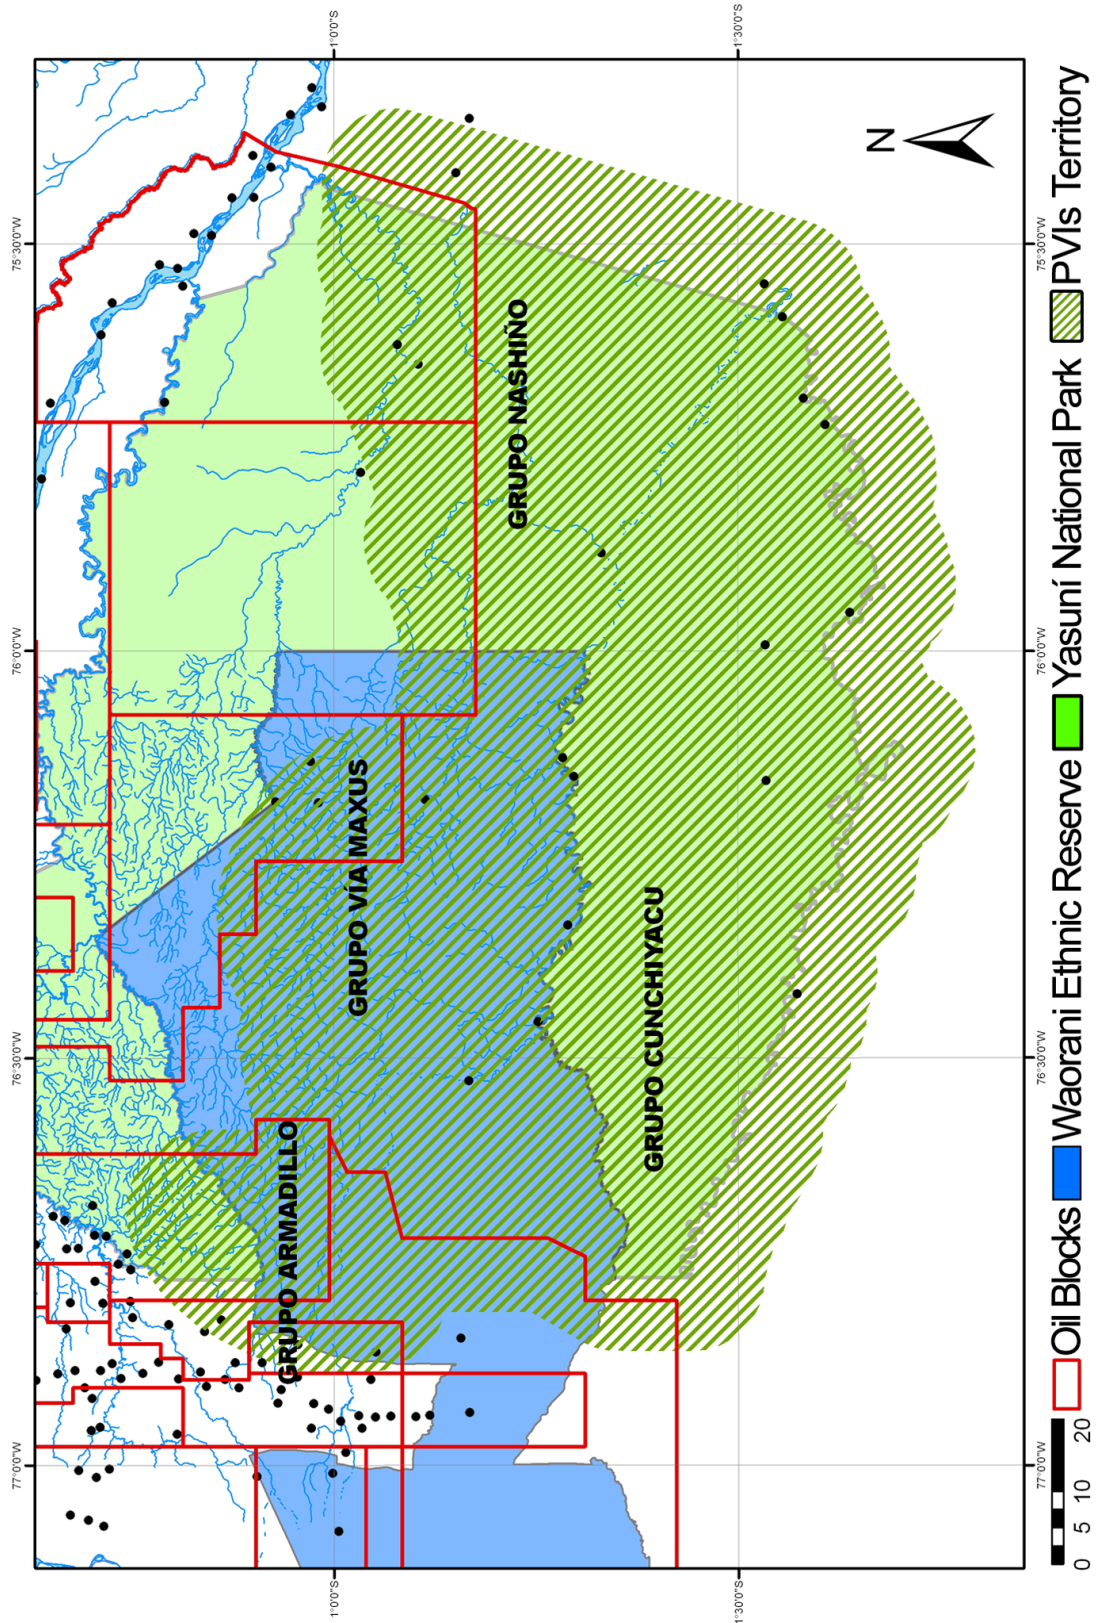 77°0'0"W
76°30'0"W
76°0'0"W
75°30'0"W
1°0'0"S
1°0'0"S
1°30'0"S
1°30'0"S
GRUPO ARMADILLO
GRUPO VÍA MAXUS
GRUPO NASHIÑO
GRUPO CUNCHIYACU
N
77°0'0"W
76°30'0"W
76°0'0"W
75°30'0"W
0 5 10 20
Oil Blocks
Waorani Ethnic Reserve
Yasuní National Park
PVIs Territory